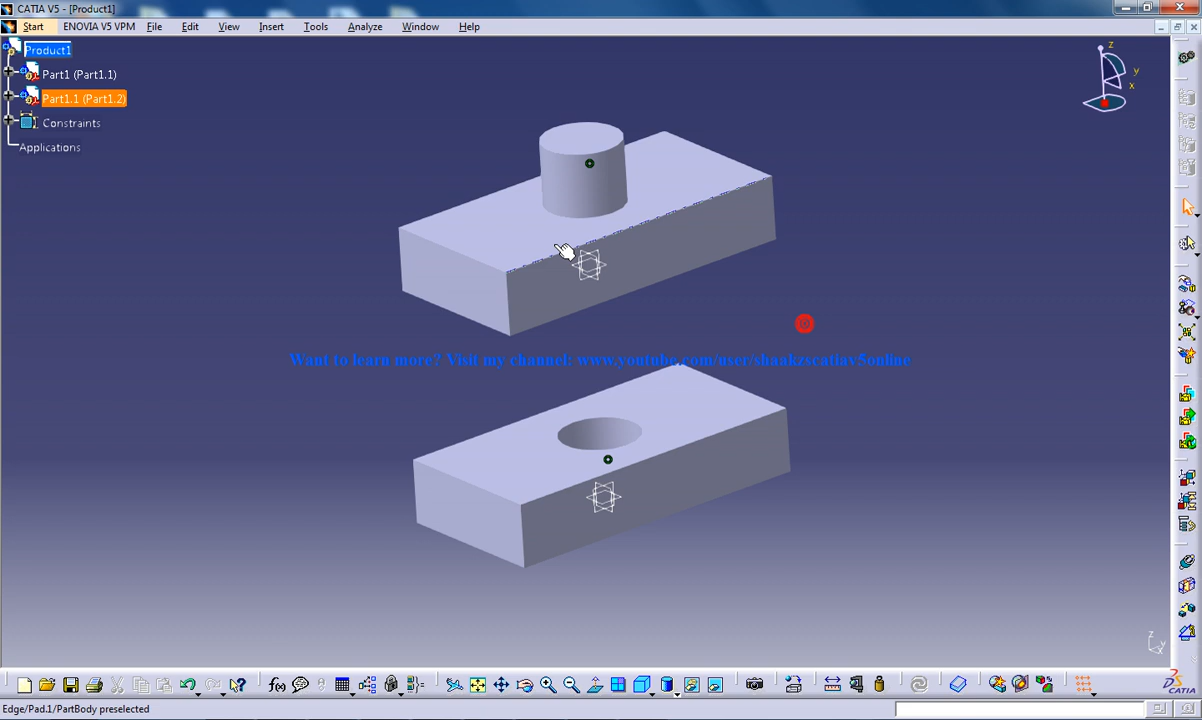 CATIA V5 - [Product1]
Start ENOVIA V5 VPM File Edit View Insert Tools Analyze Window Help
Product1
Part1 (Part1.1)
Part1.1 (Part1.2)
Constraints
Applications
z
y
x
Want to learn more? Visit my channel: www.youtube.com/user/shaakzscatiav5online
f(x)
CATIA
Edge/Pad.1/PartBody preselected